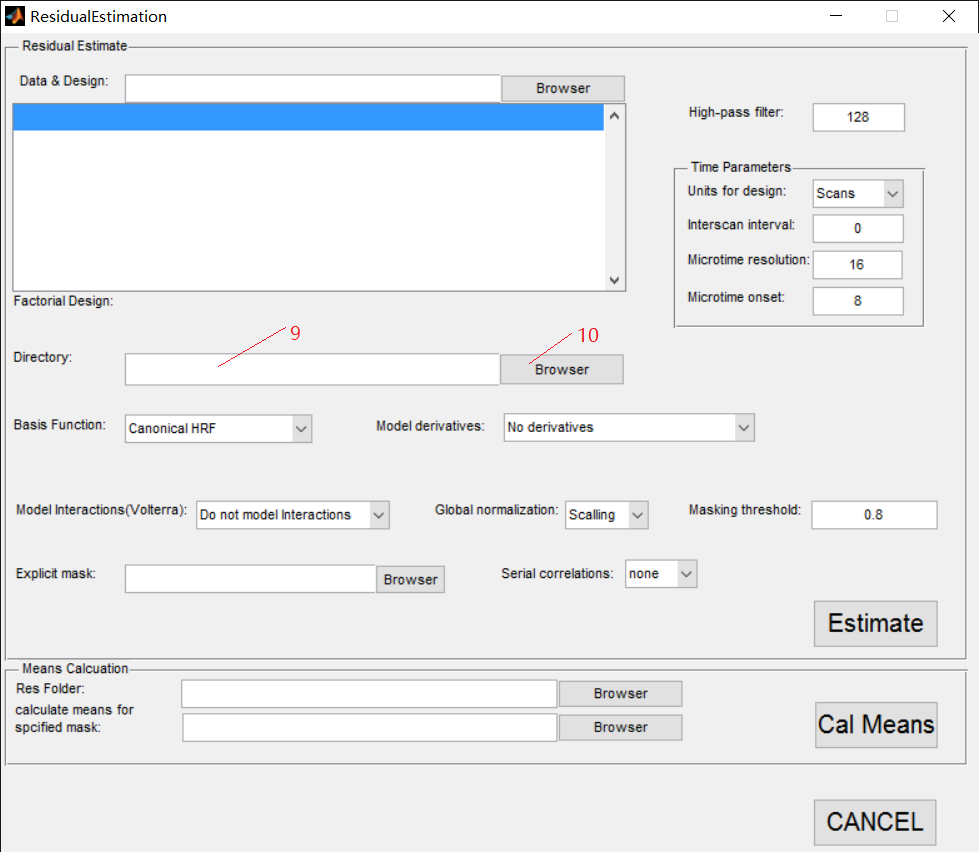 ResidualEstimation
Residual Estimate
Data & Design:
Browser
High-pass filter:
128
Time Parameters
Units for design:
Scans
Interscan interval:
0
Microtime resolution:
16
Microtime onset:
8
Factorial Design:
9
10
Directory:
Browser
Basis Function:
Canonical HRF
Model derivatives:
No derivatives
Model Interactions(Volterra):
Do not model Interactions
Global normalization:
Scalling
Masking threshold:
0.8
Explicit mask:
Browser
Serial correlations:
none
Estimate
Means Calcuation
Res Folder:
Browser
calculate means for
spcified mask:
Browser
Cal Means
CANCEL